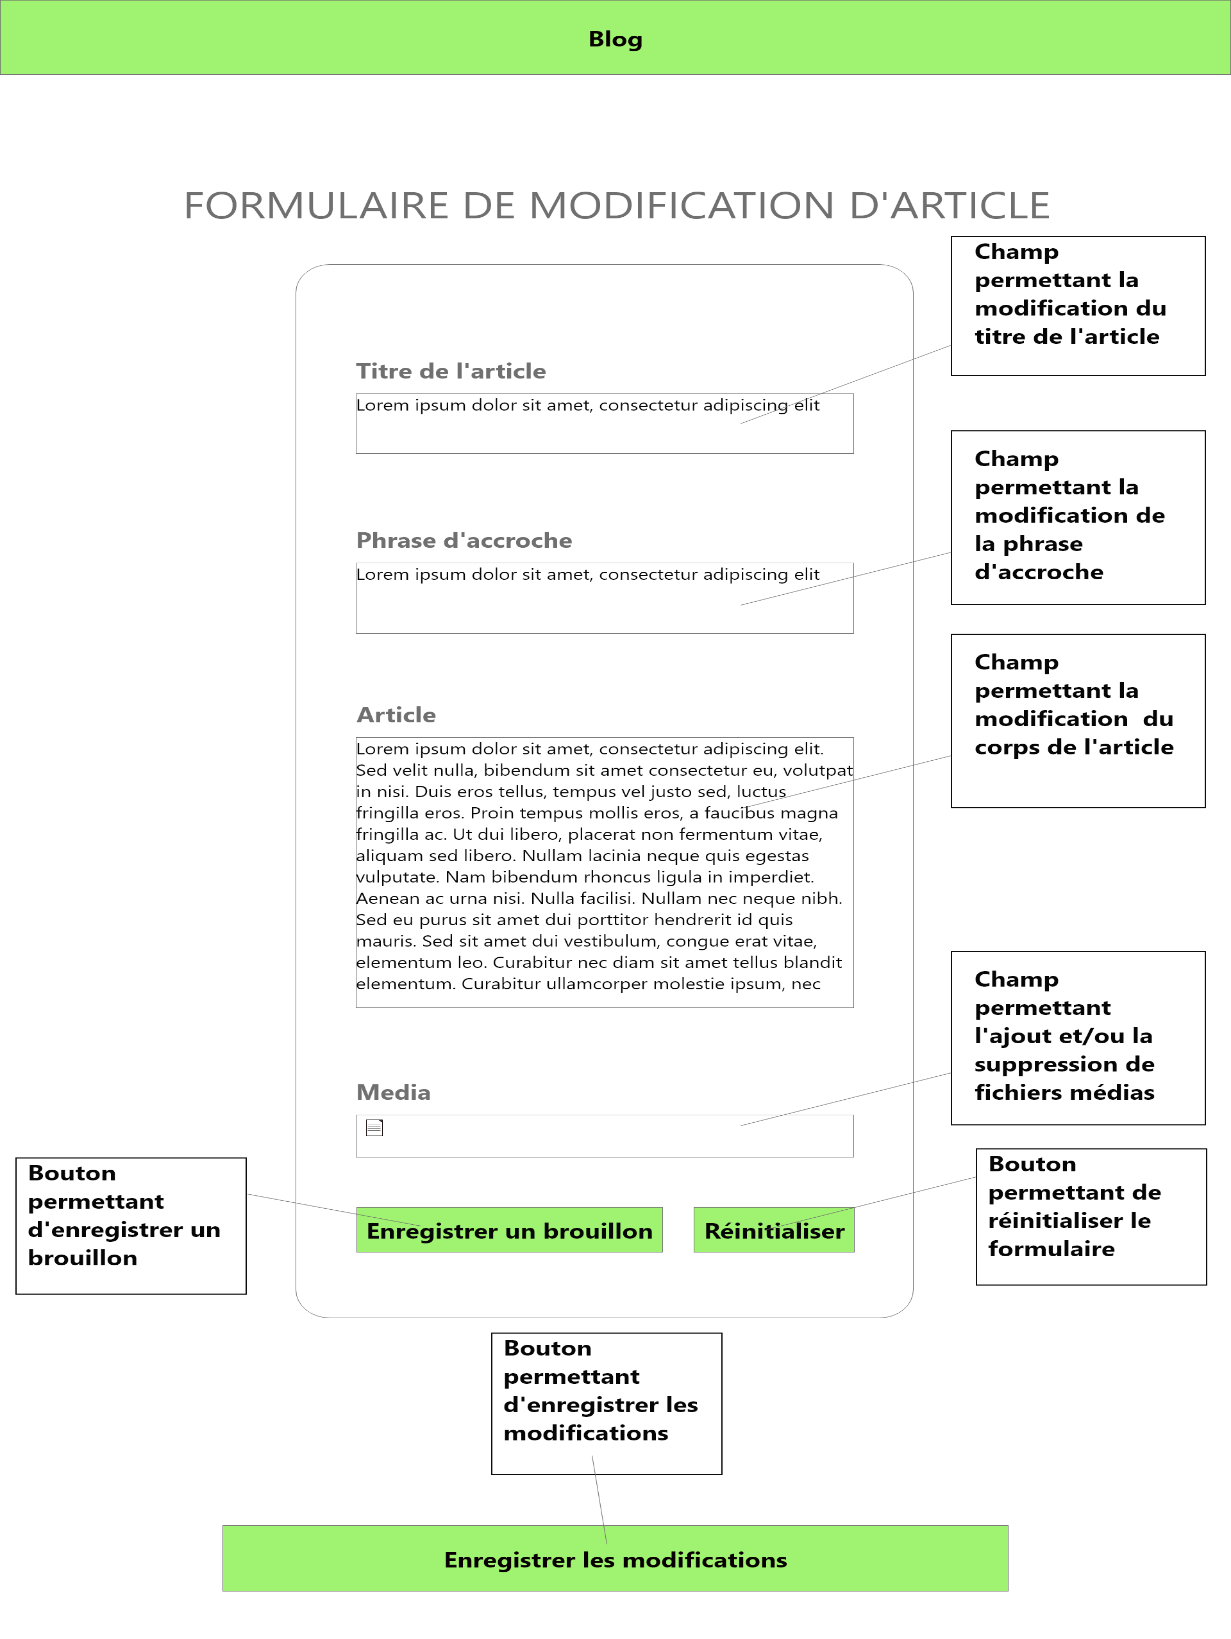 Blog
FORMULAIRE DE MODIFICATION D'ARTICLE
Champ
permettant la
modification du
titre de l'article
Titre de l'article
Lorem ipsum dolor sit amet, consectetur adipiscing elit
Champ
permettant la
modification de
la phrase
d'accroche
Phrase d'accroche
Lorem ipsum dolor sit amet, consectetur adipiscing elit
Champ
permettant la
modification  du
corps de l'article
Article
Lorem ipsum dolor sit amet, consectetur adipiscing elit.
Sed velit nulla, bibendum sit amet consectetur eu, volutpat
in nisi. Duis eros tellus, tempus vel justo sed, luctus
fringilla eros. Proin tempus mollis eros, a faucibus magna
fringilla ac. Ut dui libero, placerat non fermentum vitae,
aliquam sed libero. Nullam lacinia neque quis egestas
vulputate. Nam bibendum rhoncus ligula in imperdiet.
Aenean ac urna nisi. Nulla facilisi. Nullam nec neque nibh.
Sed eu purus sit amet dui porttitor hendrerit id quis
mauris. Sed sit amet dui vestibulum, congue erat vitae,
elementum leo. Curabitur nec diam sit amet tellus blandit
elementum. Curabitur ullamcorper molestie ipsum, nec
Champ
permettant
l'ajout et/ou la
suppression de
fichiers médias
Media
Bouton
permettant
d'enregistrer un
brouillon
Enregistrer un brouillon
Réinitialiser
Bouton
permettant de
réinitialiser le
formulaire
Bouton
permettant
d'enregistrer les
modifications
Enregistrer les modifications